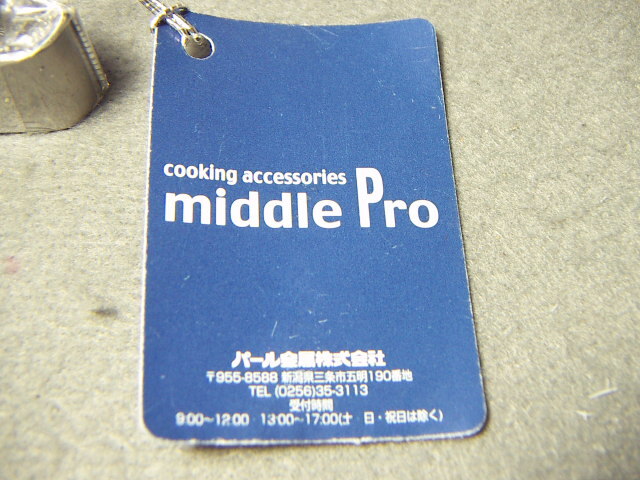 cooking accessories
middle Pro
パール金属株式会社
〒955-8588 新潟県三条市五明190番地
TEL (0256)35-3113
受付時間
9:00~12:00 13:00~17:00(土 日・祝日は除く)